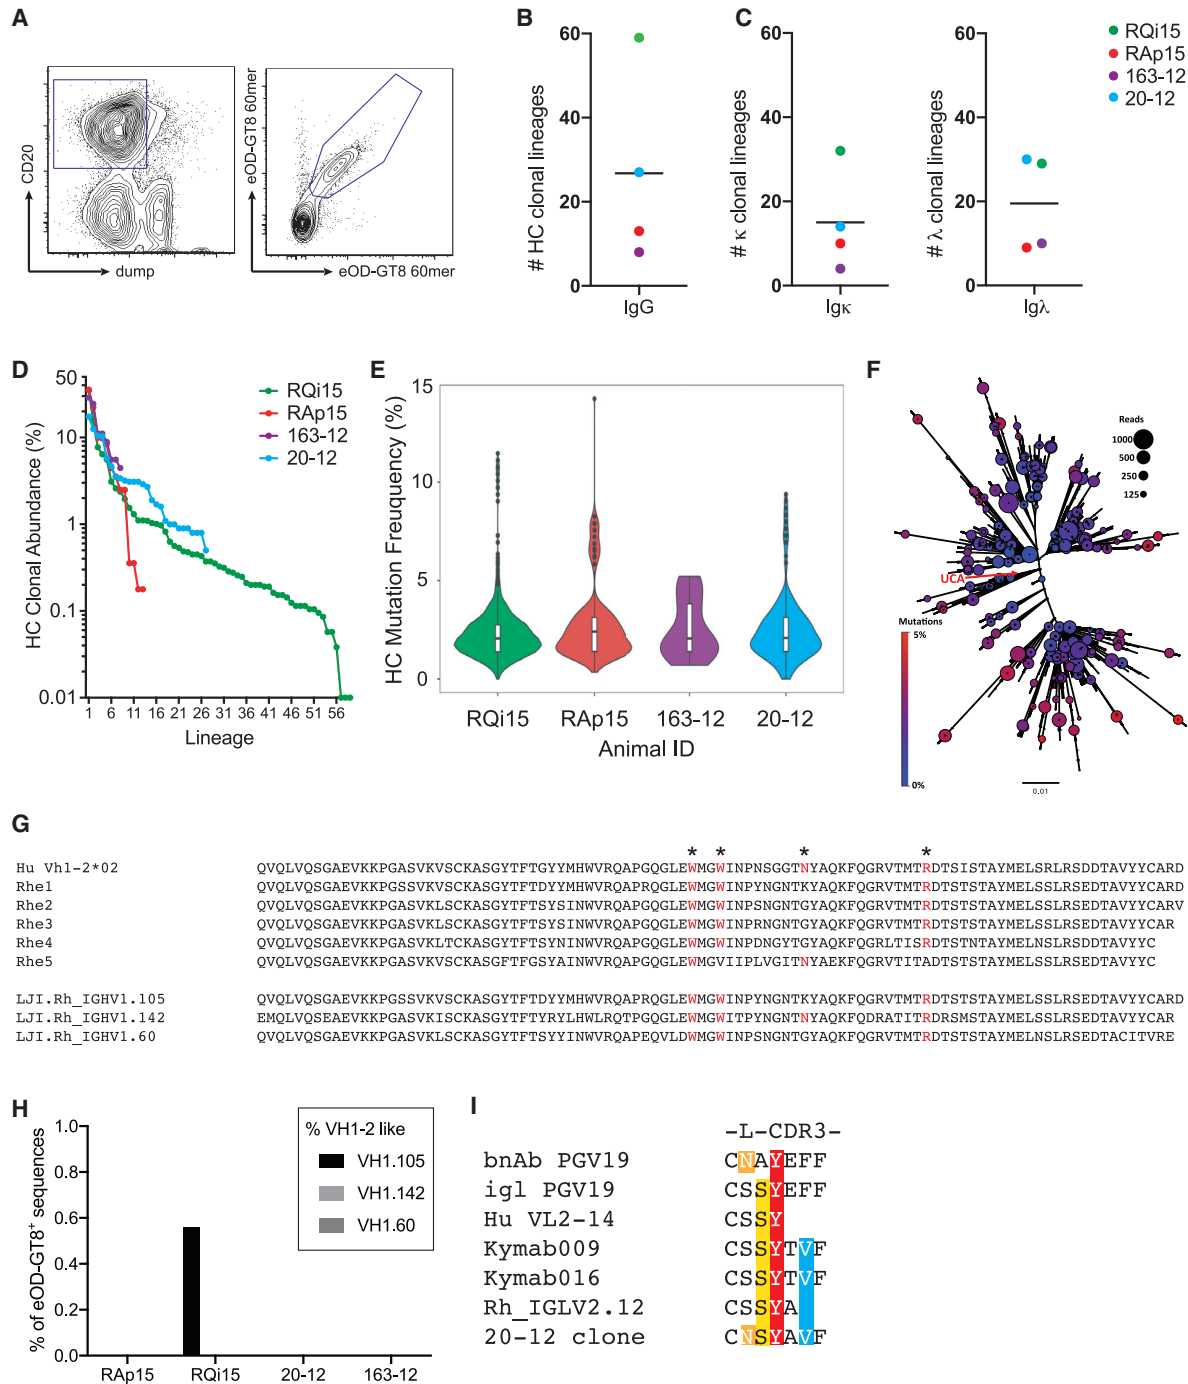 A
CD20
dump
eOD-GT8 60mer
eOD-GT8 60mer
B
# HC clonal lineages
60
40
20
0
IgG
C
# κ clonal lineages
60
40
20
0
Igκ
# λ clonal lineages
60
40
20
0
Igλ
RQi15
RAp15
163-12
20-12
D
HC Clonal Abundance (%)
50
10
1
0.1
0.01
1 6 11 16 21 26 31 36 41 46 51 56
Lineage
RQi15
RAp15
163-12
20-12
E
HC Mutation Freuquency (%)
15
10
5
0
RQi15 RAp15 163-12 20-12
Animal ID
F
Reads
1000
500
250
125
UCA
Mutations
5%
0%
0.01
G
* * * *
Hu Vh1-2*02 QVQLVQSGAEVKKPGASVKVSCKASGYTFTGYYMHWVRQAPGQGLEWMGWINPNSGGTNYAQKFQGRVTMTRDTSISTAYMELSRLRSDDTAVYYCARD
Rhe1 QVQLVQSGAEVKKPGSSVKVSCKASGYTFTDYYMHWVRQAPRQGLEWMGWINPYNGNTKYAQKFQGRVTMTRDTSTSTAYMELSSLRSEDTAVYYCARD
Rhe2 QVQLVQSGAEVKKPGASVKLSCKASGYTFTSYSINWVRQAPGQGLEWMGWINPSNGNTGYAQKFQGRVTMTRDTSTSTAYMELSSLRSEDTAVYYCARV
Rhe3 QVQLVQSGAEVKKPGASVKVSCKASGYTFTSYYINWVRQAPGQGLEWMGWINPRNGNTGYAQKFQGRVTMTRDTSTSTAYMELSSLRSEDTAVYYCAR
Rhe4 QVQLVQSGAEVKKPGASVKLTCKASGYTFTSYNINWVRQAPGQGLEWMGWINPDNGYTGYAQKFQGRLTISRDTSTNTAYMELNSLRSEDTAVYYC
Rhe5 QVQLVQSGAEVKKPGASVKLSCKASGYTFGSYAINWVRQAPGQGLEWMGVIIPLVGITNYAEKFQGRVTITADTSTSTAYMELSSLRSEDTAVYYC
LJI.Rh_IGHV1.105 QVQLVQSGAEVKKPGSSVKVSCKASGYTFTDYYMHWVRQAPRQGLEWMGWINPYNGNTKYAQKFQGRVTMTRDTSTSTAYMELSSLRSEDTAVYYCARD
LJI.Rh_IGHV1.142 EMQLVQSEAEVKKPGASVKISCKASGYTFTYRYLHWLRQTPGQGLEWMGWITPYNGNTNYAQKFQDRATITRDRSMSTAYMELSSLRSEDTAVYYCAR
LJI.Rh_IGHV1.60 QVQLVQSGAEVKKPGASVKLSCKASGYTFTSYYINWVRQAPEQVLDWMGWINPYNGNTGYAQKFQGRVTMTRDTSTSTAYMELSSLRSEDTACITVRE
H
% of eOD-GT8+ sequences
1.0
0.8
0.6
0.4
0.2
0.0
RAp15 RQi15 20-12 163-12
% VH1-2 like
VH1.105
VH1.142
VH1.60
I
-L-CDR3-
bnAb PGV19 CNAYEFF
igl PGV19 CSSYEFF
Hu VL2-14 CSSY
Kymab009 CSSYTVF
Kymab016 CSSYTVF
Rh_IGLV2.12 CSSYA
20-12 clone CNSYAVF